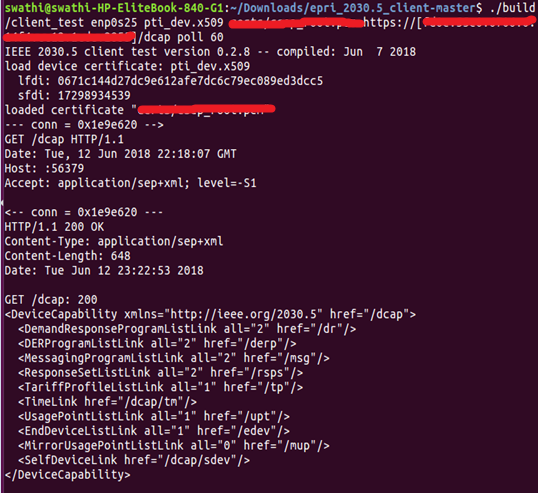 swathi@swathi-HP-EliteBook-840-G1:~/Downloads/epri_2030.5_client-master$ ./build
/client_test enp0s25 pti_dev.x509 https://[
]/dcap poll 60
IEEE 2030.5 client test version 0.2.8 -- compiled: Jun  7 2018
load device certificate: pti_dev.x509
  lfdi: 0671c144d27dc9e612afe7dc6c79ec089ed3dcc5
  sfdi: 17298934539
loaded certificate "
--- conn = 0x1e9e620 -->
GET /dcap HTTP/1.1
Date: Tue, 12 Jun 2018 22:18:07 GMT
Host: :56379
Accept: application/sep+xml; level=-S1
<-- conn = 0x1e9e620 ---
HTTP/1.1 200 OK
Content-Type: application/sep+xml
Content-Length: 648
Date: Tue Jun 12 23:22:53 2018
GET /dcap: 200
<DeviceCapability xmlns="http://ieee.org/2030.5" href="/dcap">
  <DemandResponseProgramListLink all="2" href="/dr"/>
  <DERProgramListLink all="2" href="/derp"/>
  <MessagingProgramListLink all="2" href="/msg"/>
  <ResponseSetListLink all="2" href="/rsps"/>
  <TariffProfileListLink all="1" href="/tp"/>
  <TimeLink href="/dcap/tm"/>
  <UsagePointListLink all="1" href="/upt"/>
  <EndDeviceListLink all="1" href="/edev"/>
  <MirrorUsagePointListLink all="0" href="/mup"/>
  <SelfDeviceLink href="/dcap/sdev"/>
</DeviceCapability>